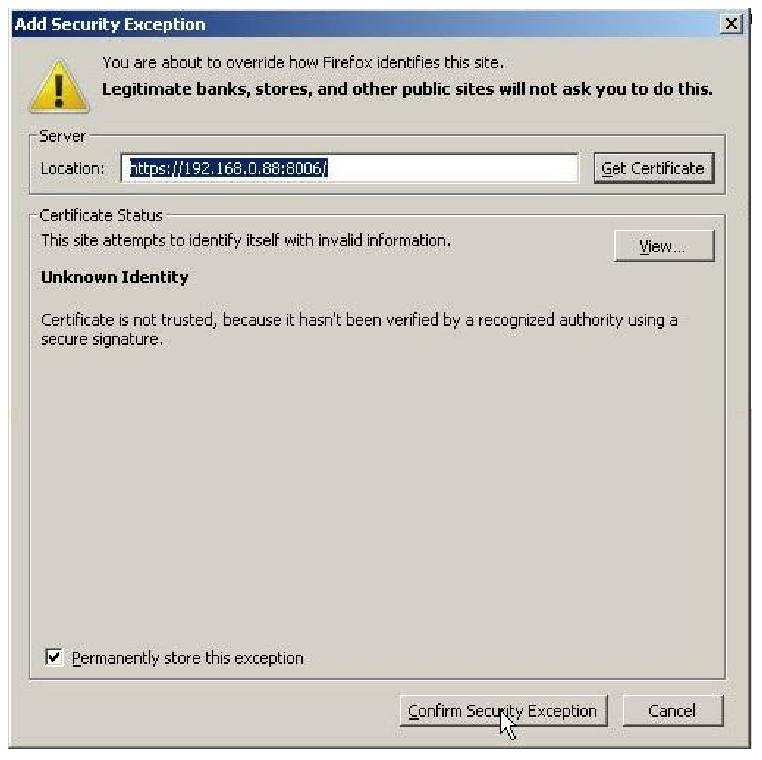 Add Security Exception
You are about to override how Firefox identifies this site.
Legitimate banks, stores, and other public sites will not ask you to do this.
Server
Location:
https://192.168.0.88:8006/
Get Certificate
Certificate Status
This site attempts to identify itself with invalid information.
View...
Unknown Identity
Certificate is not trusted, because it hasn't been verified by a recognized authority using a
secure signature.
Permanently store this exception
Confirm Security Exception
Cancel